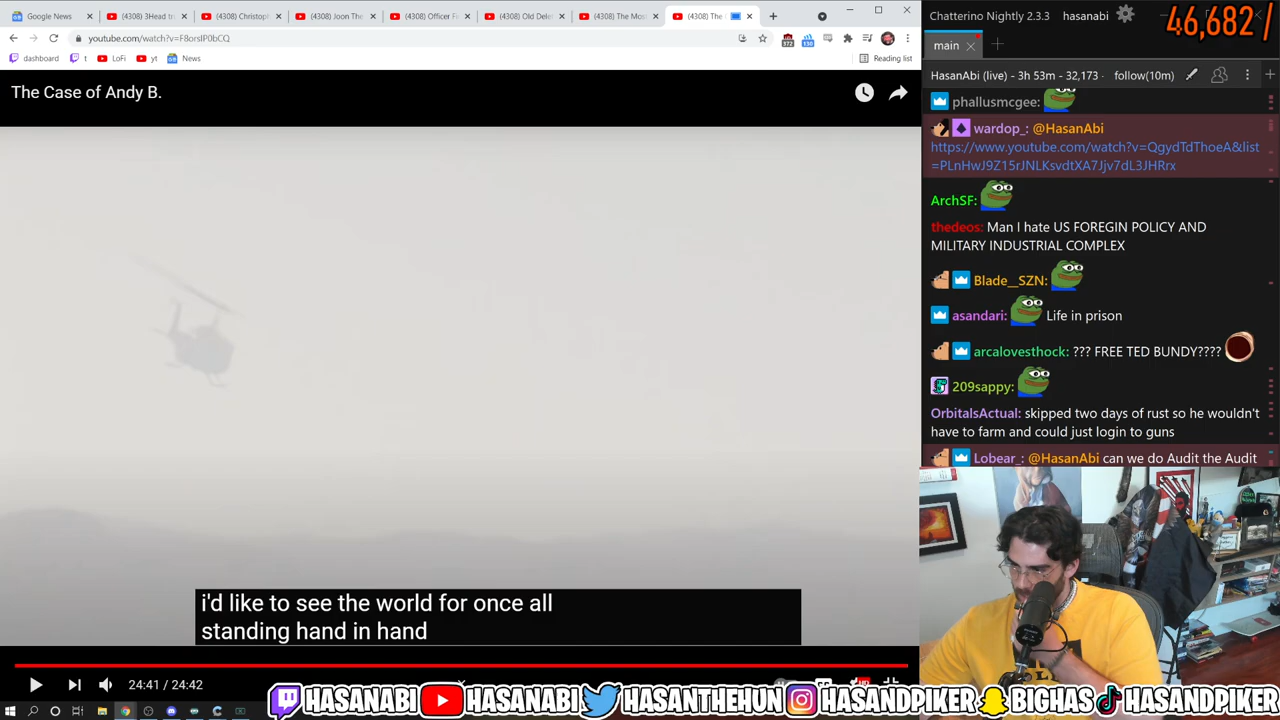 Google News
(4308) 3Head tr
(4308) Christop
(4308) Joon The
(4308) Officer F
(4308) Old Dele
(4308) The Mos
(4308) The
youtube.com/watch?v=F8orsIP0bCQ
372
130
dashboard
t
LoFi
yt
News
Reading list
The Case of Andy B.
i'd like to see the world for once all
standing hand in hand
24:41 / 24:42
Chatterino Nightly 2.3.3
hasanabi
46,682 /
main
HasanAbi (live) - 3h 53m - 32,173 - follow(10m)
phallusmcgee:
wardop_: @HasanAbi
https://www.youtube.com/watch?v=QgydTdThoeA&list
=PLnHwJ9Z15rJNLKsvdtXA7Jjv7dL3JHRrx
ArchSF:
thedeos: Man I hate US FOREGIN POLICY AND
MILITARY INDUSTRIAL COMPLEX
Blade__SZN:
asandari: Life in prison
arcalovesthock: ??? FREE TED BUNDY????
209sappy:
OrbitalsActual: skipped two days of rust so he wouldn't
have to farm and could just login to guns
Lobear_: @HasanAbi can we do Audit the Audit
HASANABI
HASANABI
HASANTHEHUN
HASANDPIKER
BIGHAS
HASANDPIKER